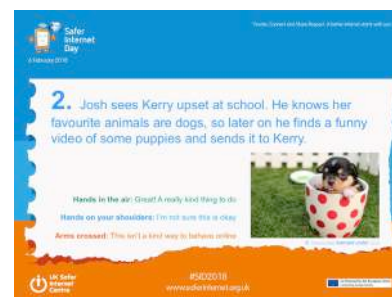 Safer
Internet
Day
6 February 2018
2. Josh sees Kerry upset at school. He knows her
favourite animals are dogs, so later on he finds a funny
video of some puppies and sends it to Kerry.
Hands in the air: Great! A really kind thing to do
Hands on your shoulders: I'm not sure this is okay
Arms crossed: This isn't a kind way to behave online
UK Safer
Internet
Centre
#SID2018
www.saferinternet.org.uk